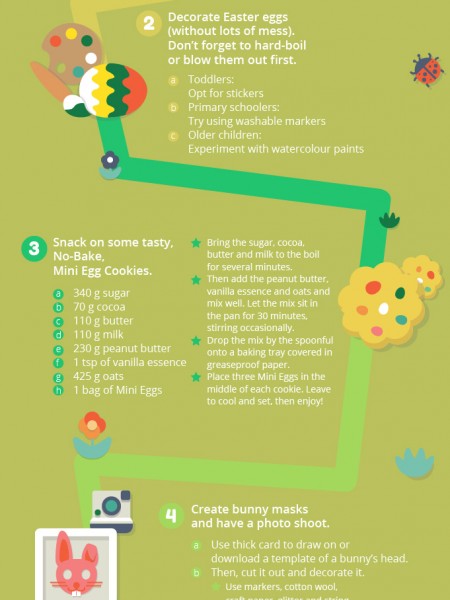 2
Decorate Easter eggs
(without lots of mess).
Don't forget to hard-boil
or blow them out first.
a Toddlers:
Opt for stickers
b Primary schoolers:
Try using washable markers
c Older children:
Experiment with watercolour paints
3
Snack on some tasty,
No-Bake,
Mini Egg Cookies.
a 340 g sugar
b 70 g cocoa
c 110 g butter
d 110 g milk
e 230 g peanut butter
f 1 tsp of vanilla essence
g 425 g oats
h 1 bag of Mini Eggs
Bring the sugar, cocoa,
butter and milk to the boil
for several minutes.
Then add the peanut butter,
vanilla essence and oats and
mix well. Let the mix sit in
the pan for 30 minutes,
stirring occasionally.
Drop the mix by the spoonful
onto a baking tray covered in
greaseproof paper.
Place three Mini Eggs in the
middle of each cookie. Leave
to cool and set, then enjoy!
4
Create bunny masks
and have a photo shoot.
a Use thick card to draw on or
download a template of a bunny's head.
b Then, cut it out and decorate it.
Use markers, cotton wool,
craft paper, glitter and string